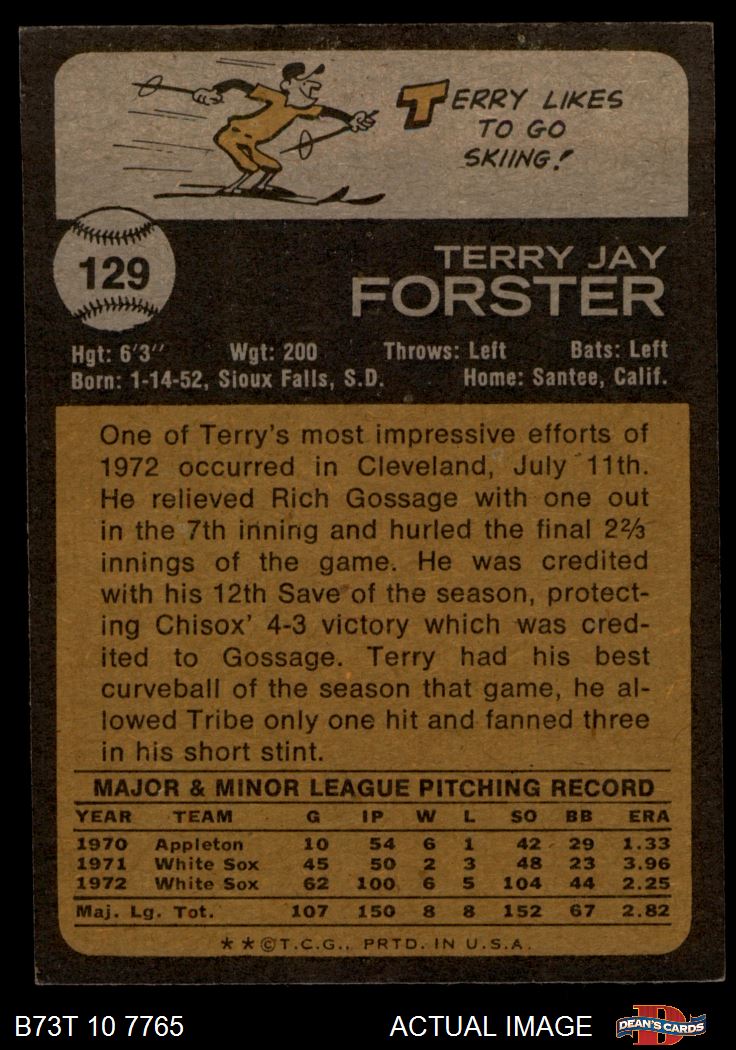 TERRY LIKES
TO GO
SKIING!
129
TERRY JAY
FORSTER
Hgt: 6'3" Wgt: 200 Throws: Left Bats: Left
Born: 1-14-52, Sioux Falls, S.D. Home: Santee, Calif.
One of Terry's most impressive efforts of
1972 occurred in Cleveland, July 11th.
He relieved Rich Gossage with one out
in the 7th inning and hurled the final 2⅔
innings of the game. He was credited
with his 12th Save of the season, protect-
ing Chisox' 4-3 victory which was cred-
ited to Gossage. Terry had his best
curveball of the season that game, he al-
lowed Tribe only one hit and fanned three
in his short stint.
MAJOR & MINOR LEAGUE PITCHING RECORD
YEAR TEAM G IP W L SO BB ERA
1970 Appleton 10 54 6 1 42 29 1.33
1971 White Sox 45 50 2 3 48 23 3.96
1972 White Sox 62 100 6 5 104 44 2.25
Maj. Lg. Tot. 107 150 8 8 152 67 2.82
* * ©T.C.G.. PRTD. IN U.S.A.
B73T 10 7765 ACTUAL IMAGE D DEAN'S CARDS